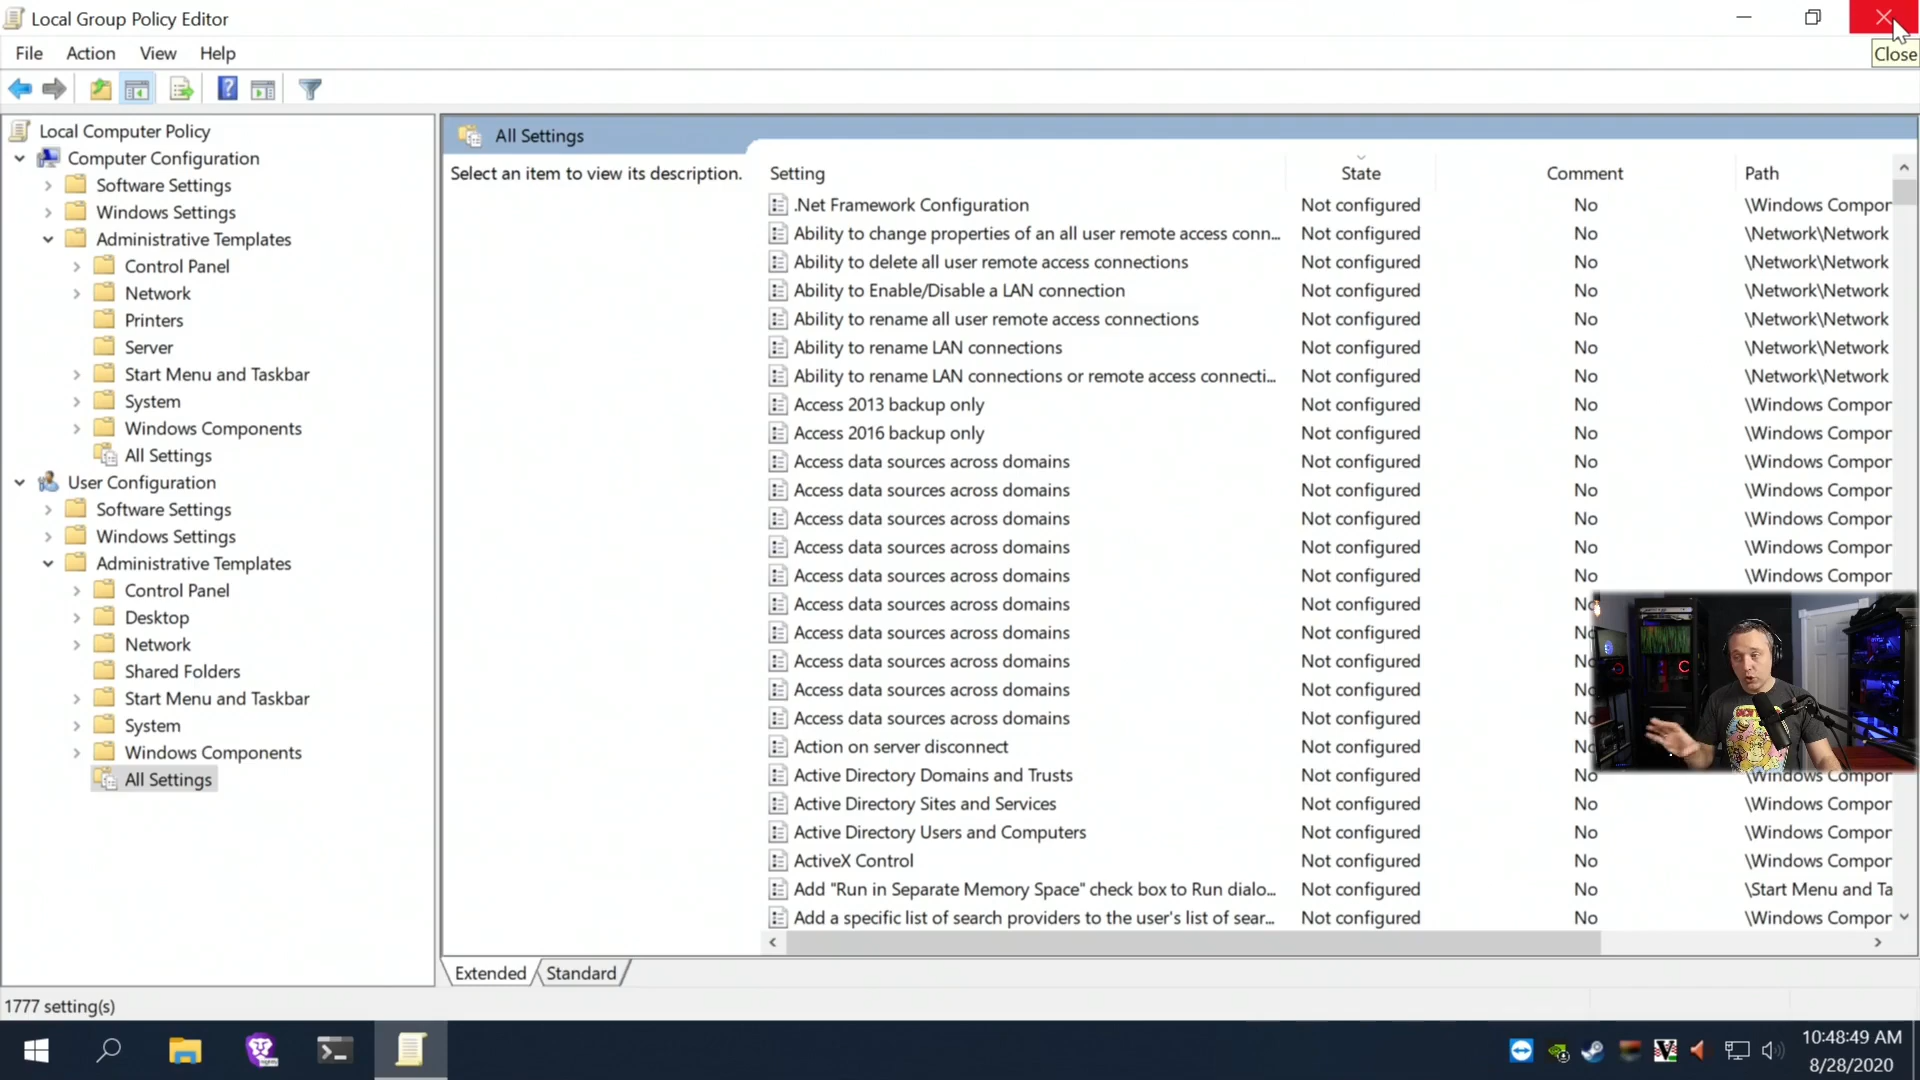 Local Group Policy Editor
Close
File Action View Help
Local Computer Policy
Computer Configuration
Software Settings
Windows Settings
Administrative Templates
Control Panel
Network
Printers
Server
Start Menu and Taskbar
System
Windows Components
All Settings
User Configuration
Software Settings
Windows Settings
Administrative Templates
Control Panel
Desktop
Network
Shared Folders
Start Menu and Taskbar
System
Windows Components
All Settings
All Settings
Select an item to view its description.
Setting State Comment Path
.Net Framework Configuration Not configured No \Windows Compor
Ability to change properties of an all user remote access conn... Not configured No \Network\Network
Ability to delete all user remote access connections Not configured No \Network\Network
Ability to Enable/Disable a LAN connection Not configured No \Network\Network
Ability to rename all user remote access connections Not configured No \Network\Network
Ability to rename LAN connections Not configured No \Network\Network
Ability to rename LAN connections or remote access connecti... Not configured No \Network\Network
Access 2013 backup only Not configured No \Windows Compor
Access 2016 backup only Not configured No \Windows Compor
Access data sources across domains Not configured No \Windows Compor
Access data sources across domains Not configured No \Windows Compor
Access data sources across domains Not configured No \Windows Compor
Access data sources across domains Not configured No \Windows Compor
Access data sources across domains Not configured No \Windows Compor
Access data sources across domains Not configured No
Access data sources across domains Not configured No
Access data sources across domains Not configured No
Access data sources across domains Not configured No
Access data sources across domains Not configured No
Action on server disconnect Not configured No
Active Directory Domains and Trusts Not configured No \Windows Compor
Active Directory Sites and Services Not configured No \Windows Compor
Active Directory Users and Computers Not configured No \Windows Compor
ActiveX Control Not configured No \Windows Compor
Add "Run in Separate Memory Space" check box to Run dialo... Not configured No \Start Menu and Ta
Add a specific list of search providers to the user's list of sear... Not configured No \Windows Compor
Extended Standard
1777 setting(s)
10:48:49 AM
8/28/2020